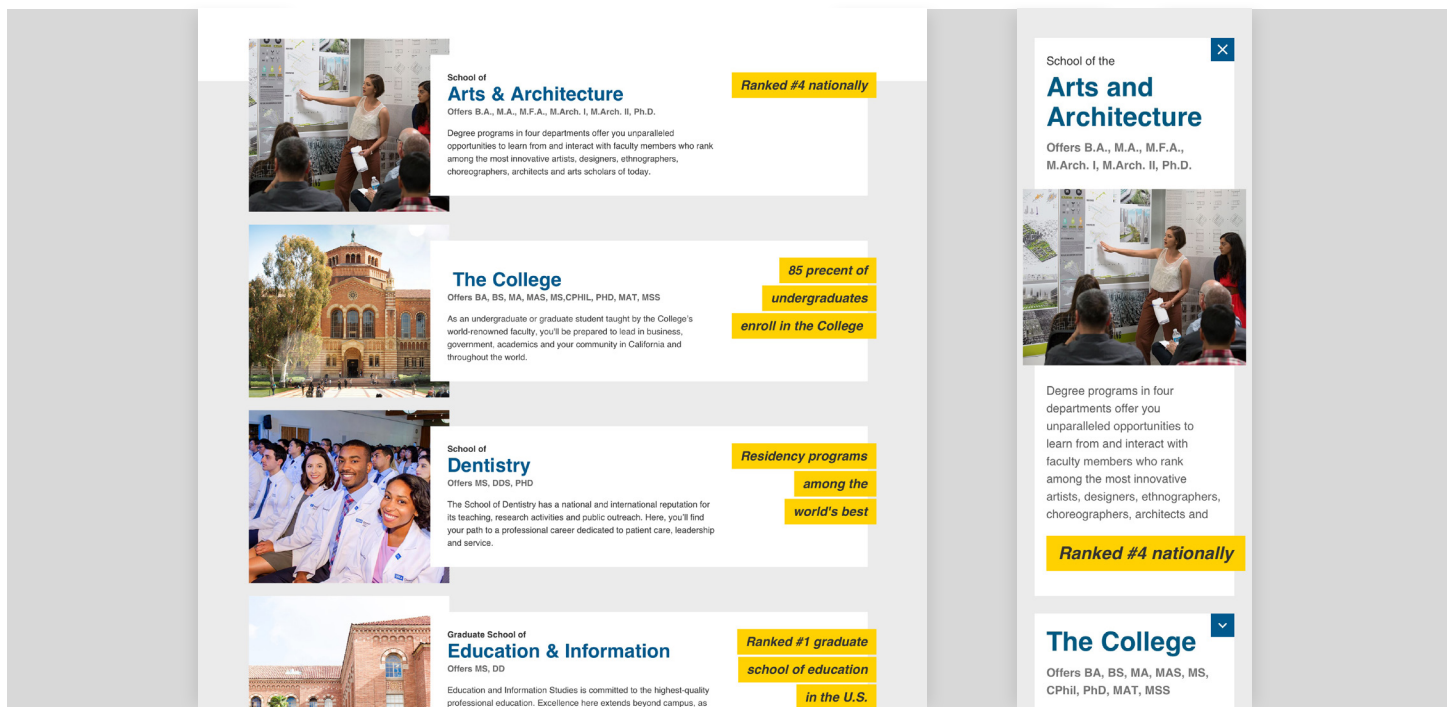 School of
Arts & Architecture
Offers B.A., M.A., M.F.A., M.Arch. I, M.Arch. II, Ph.D.
Degree programs in four departments offer you unparalleled
opportunities to learn from and interact with faculty members who rank
among the most innovative artists, designers, ethnographers,
choreographers, architects and arts scholars of today.
Ranked #4 nationally
The College
Offers BA, BS, MA, MAS, MS,CPHIL, PHD, MAT, MSS
As an undergraduate or graduate student taught by the College's
world-renowned faculty, you'll be prepared to lead in business,
government, academics and your community in California and
throughout the world.
85 precent of
undergraduates
enroll in the College
School of
Dentistry
Offers MS, DDS, PHD
The School of Dentistry has a national and international reputation for
its teaching, research activities and public outreach. Here, you'll find
your path to a professional career dedicated to patient care, leadership
and service.
Residency programs
among the
world's best
Graduate School of
Education & Information
Offers MS, DD
Education and Information Studies is committed to the highest-quality
professional education. Excellence here extends beyond campus, as
Ranked #1 graduate
school of education
in the U.S.
School of the
Arts and
Architecture
Offers B.A., M.A., M.F.A.,
M.Arch. I, M.Arch. II, Ph.D.
Degree programs in four
departments offer you
unparalleled opportunities to
learn from and interact with
faculty members who rank
among the most innovative
artists, designers, ethnographers,
choreographers, architects and
Ranked #4 nationally
The College
Offers BA, BS, MA, MAS, MS,
CPhil, PhD, MAT, MSS